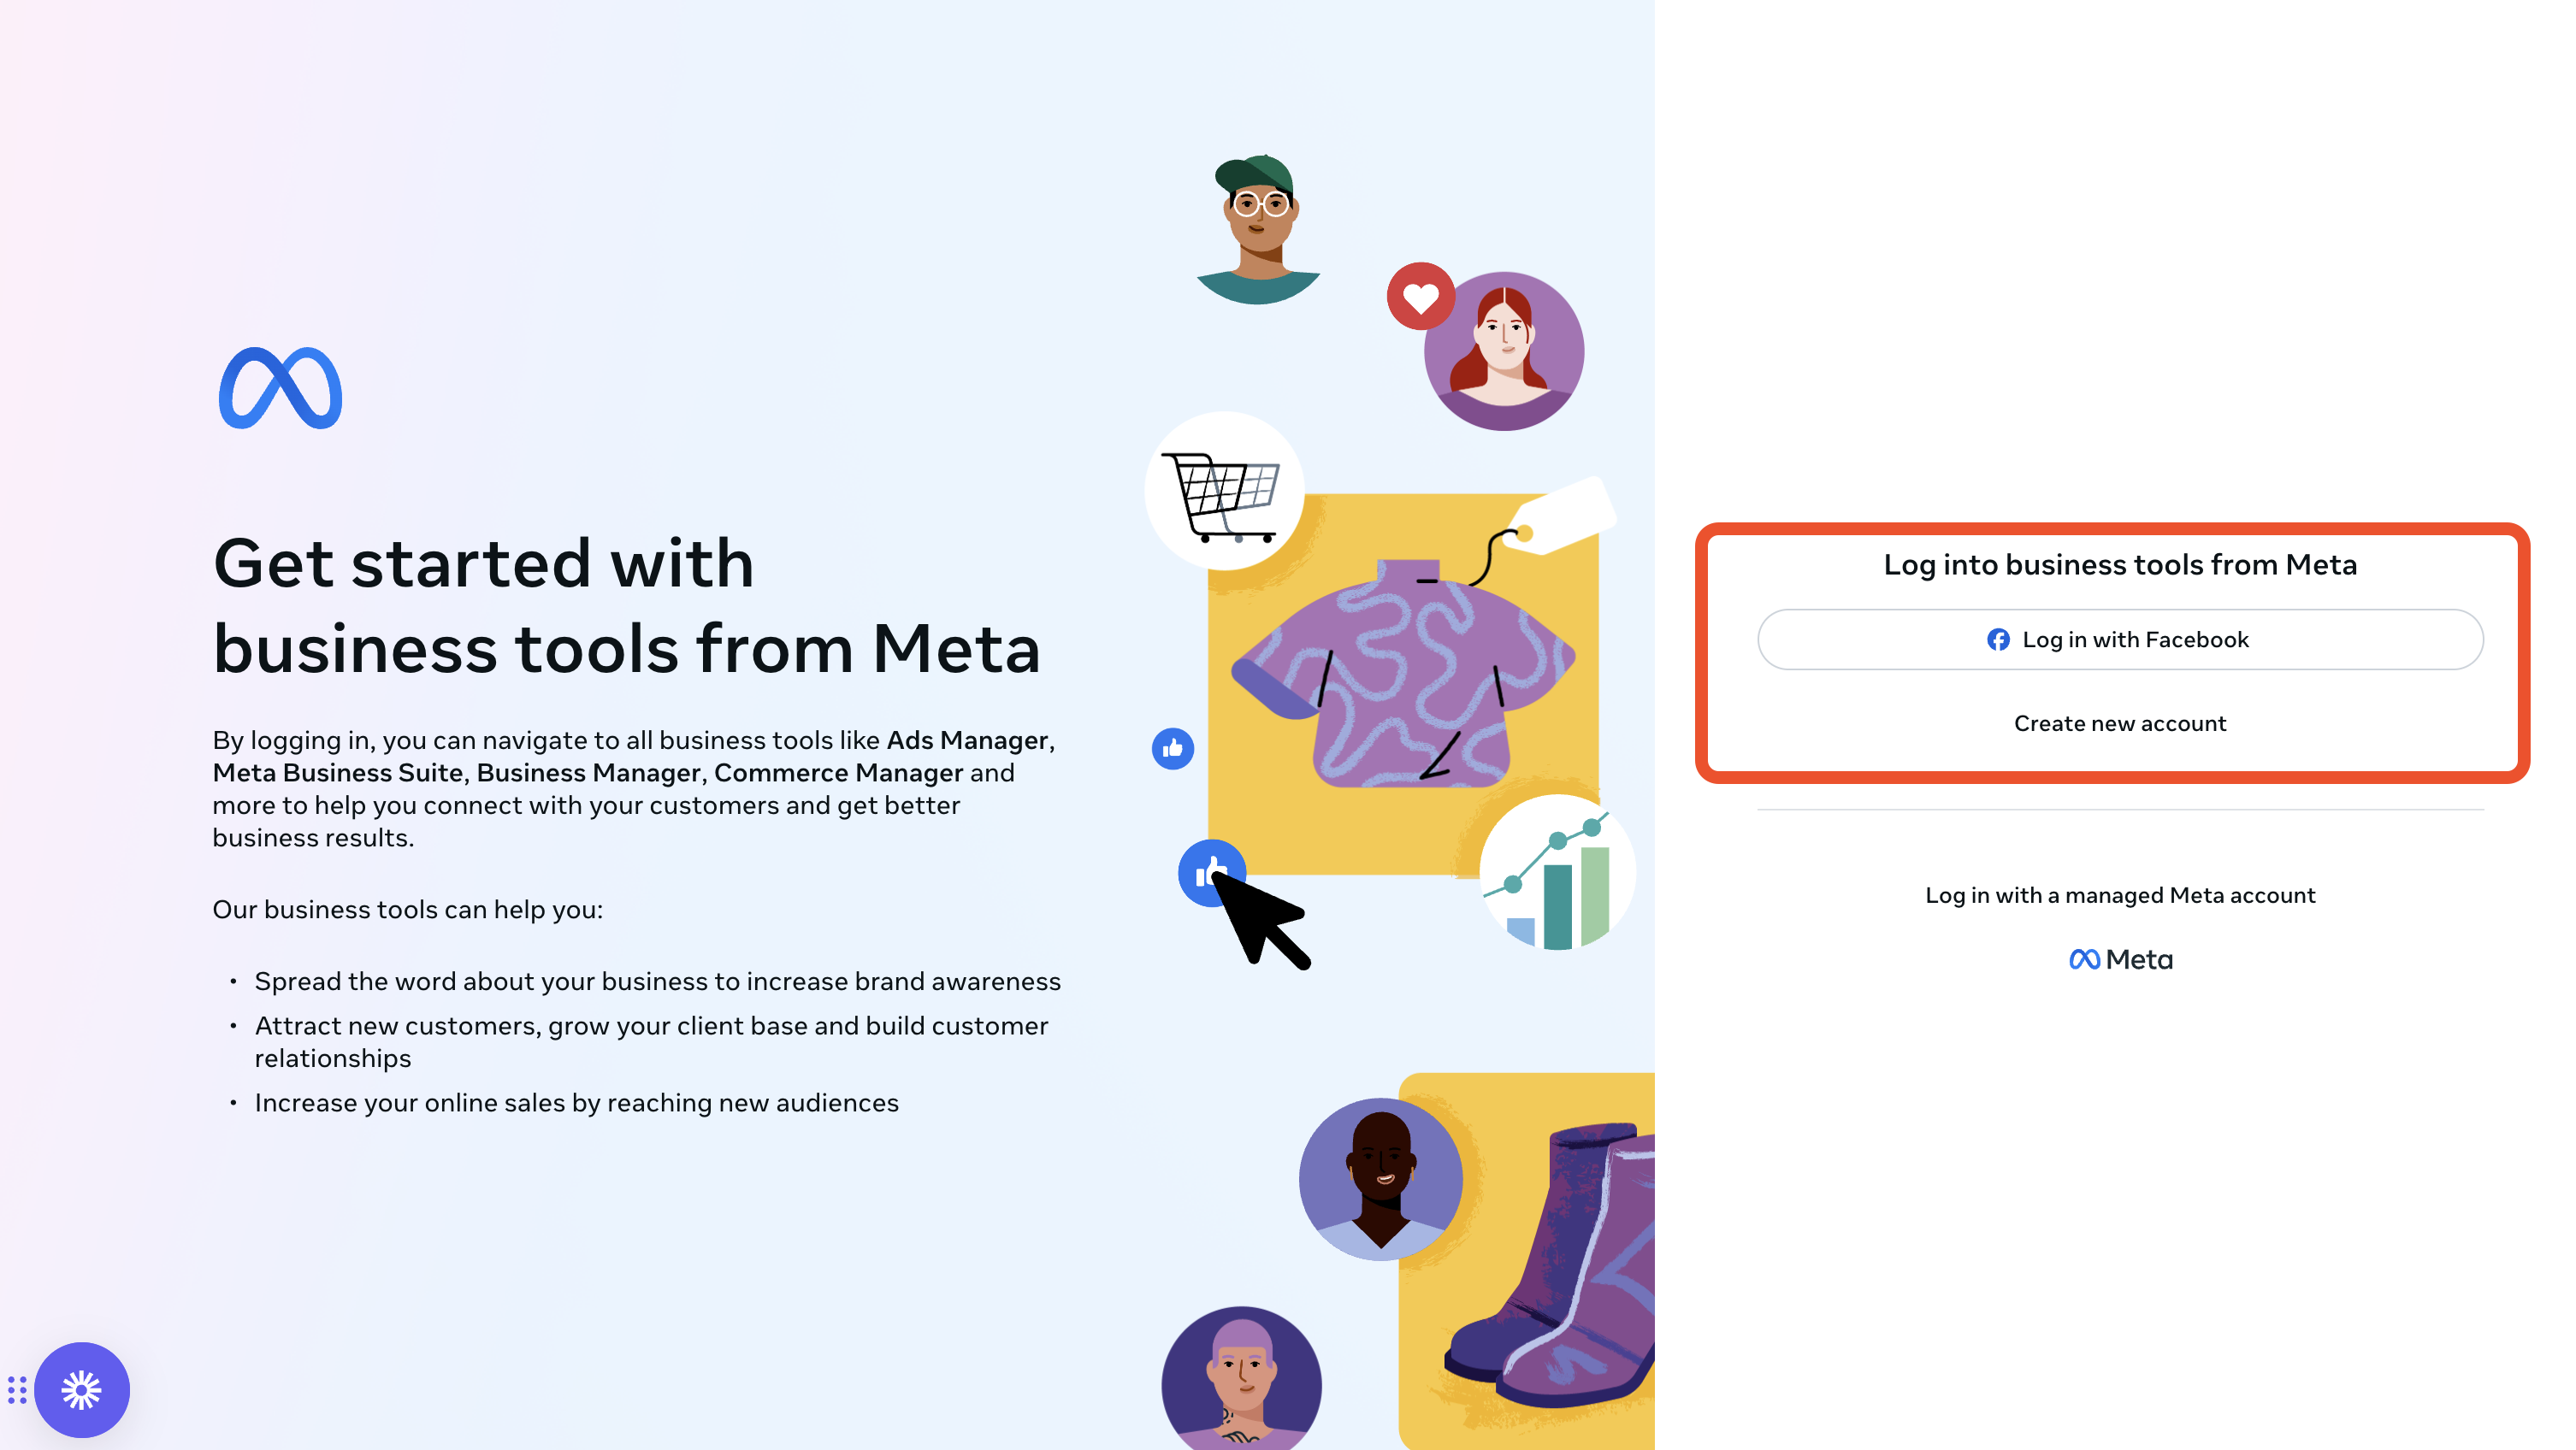 Get started with
business tools from Meta
By logging in, you can navigate to all business tools like Ads Manager,
Meta Business Suite, Business Manager, Commerce Manager and
more to help you connect with your customers and get better
business results.
Our business tools can help you:
• Spread the word about your business to increase brand awareness
• Attract new customers, grow your client base and build customer
relationships
• Increase your online sales by reaching new audiences
Log into business tools from Meta
Log in with Facebook
Create new account
Log in with a managed Meta account
Meta